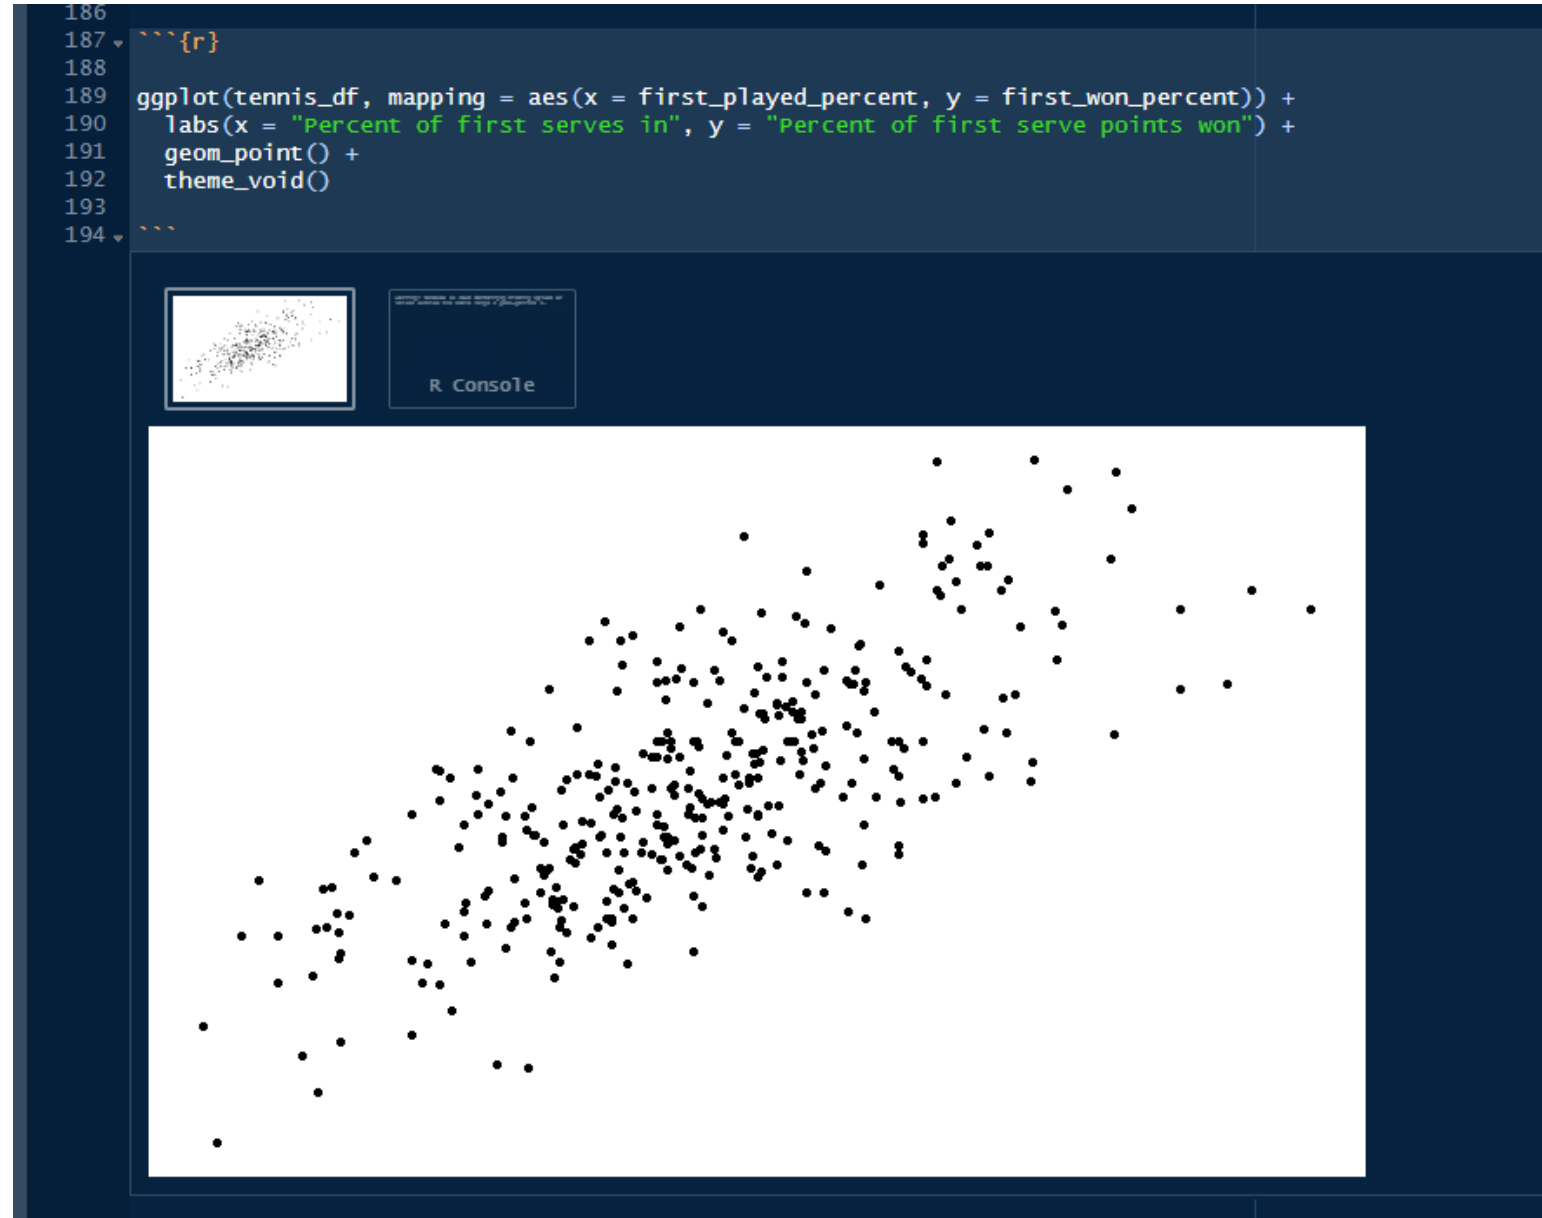 186
187 ```{r}
188
189 ggplot(tennis_df, mapping = aes(x = first_played_percent, y = first_won_percent)) +
190 labs(x = "Percent of first serves in", y = "Percent of first serve points won") +
191 geom_point() +
192 theme_void()
193
194 ```
R Console